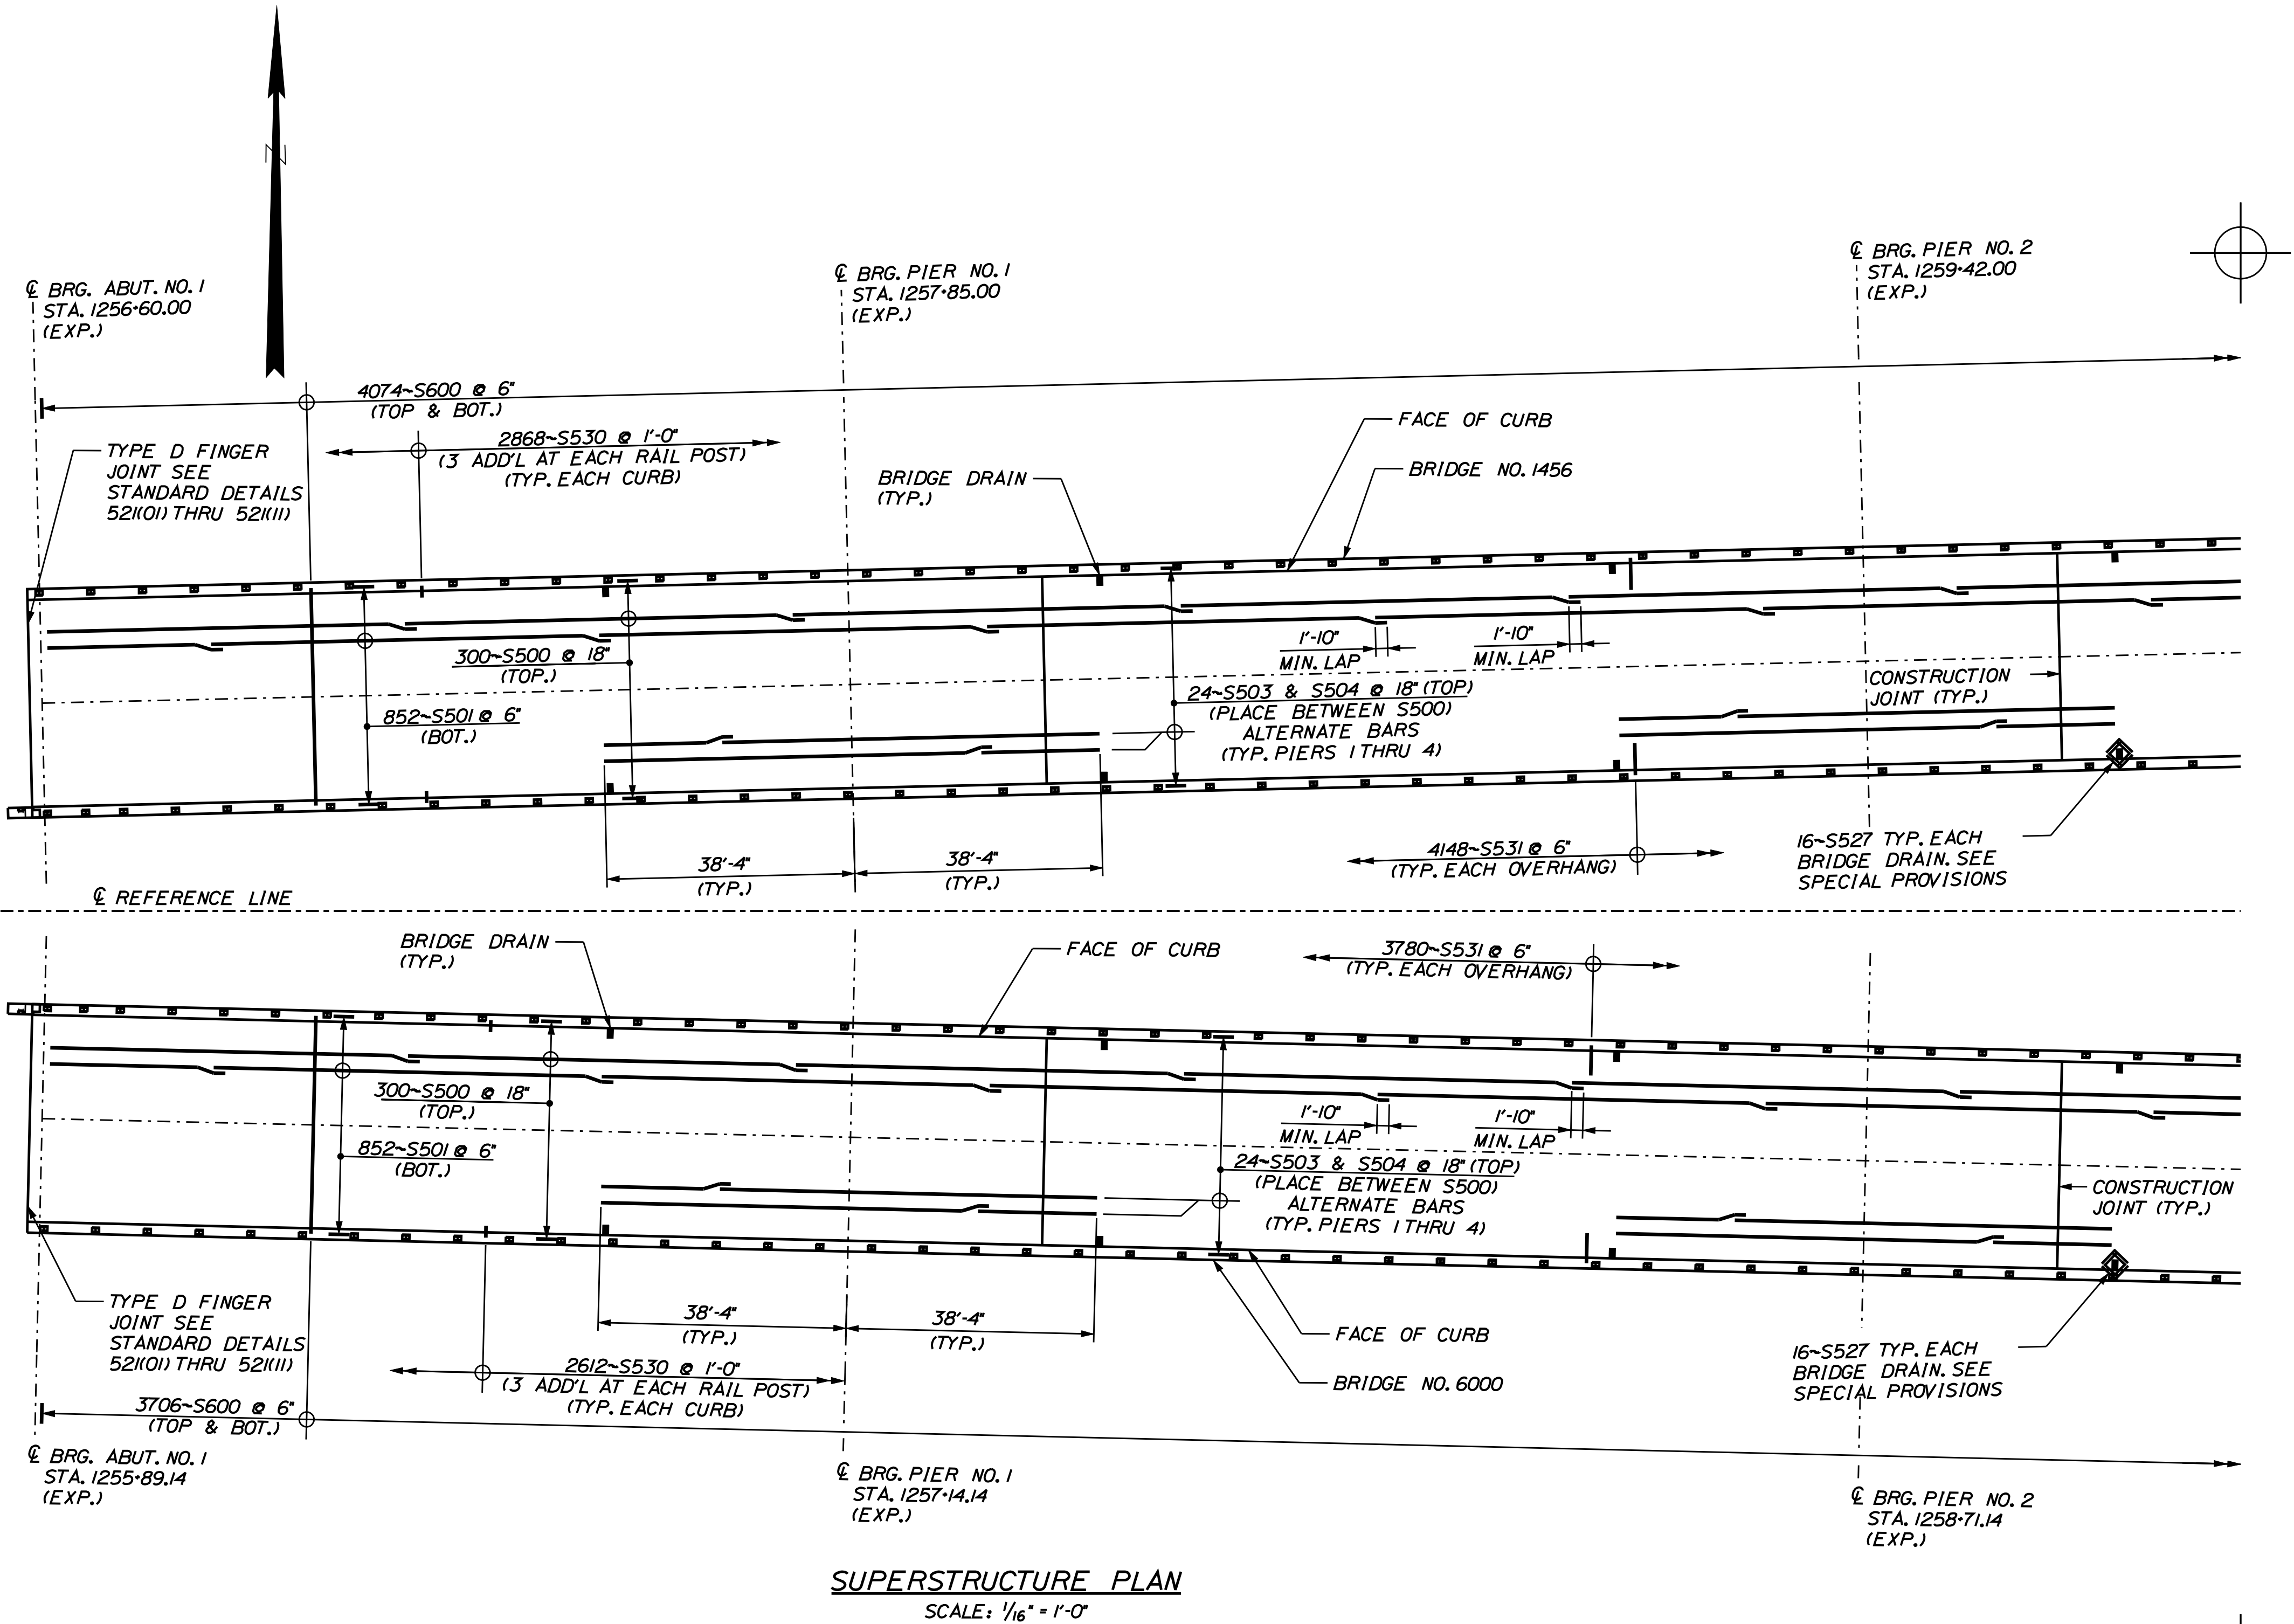 N
℄ BRG. ABUT. NO. 1
STA. 1256+60.00
(EXP.)
℄ BRG. PIER NO. 1
STA. 1257+85.00
(EXP.)
℄ BRG. PIER NO. 2
STA. 1259+42.00
(EXP.)
4074~S600 @ 6"
(TOP & BOT.)
2868~S530 @ 1'-0"
(3 ADD'L AT EACH RAIL POST)
(TYP. EACH CURB)
TYPE D FINGER
JOINT SEE
STANDARD DETAILS
521(01) THRU 521(11)
BRIDGE DRAIN
(TYP.)
FACE OF CURB
BRIDGE NO. 1456
300~S500 @ 18"
(TOP.)
852~S501 @ 6"
(BOT.)
1'-10"
MIN. LAP
1'-10"
MIN. LAP
24~S503 & S504 @ 18" (TOP)
(PLACE BETWEEN S500)
ALTERNATE BARS
(TYP. PIERS 1 THRU 4)
CONSTRUCTION
JOINT (TYP.)
38'-4"
(TYP.)
38'-4"
(TYP.)
4148~S531 @ 6"
(TYP. EACH OVERHANG)
16~S527 TYP. EACH
BRIDGE DRAIN. SEE
SPECIAL PROVISIONS
℄ REFERENCE LINE
BRIDGE DRAIN
(TYP.)
FACE OF CURB
3780~S531 @ 6"
(TYP. EACH OVERHANG)
300~S500 @ 18"
(TOP.)
852~S501 @ 6"
(BOT.)
1'-10"
MIN. LAP
1'-10"
MIN. LAP
24~S503 & S504 @ 18" (TOP)
(PLACE BETWEEN S500)
ALTERNATE BARS
(TYP. PIERS 1 THRU 4)
CONSTRUCTION
JOINT (TYP.)
TYPE D FINGER
JOINT SEE
STANDARD DETAILS
521(01) THRU 521(11)
38'-4"
(TYP.)
38'-4"
(TYP.)
FACE OF CURB
BRIDGE NO. 6000
16~S527 TYP. EACH
BRIDGE DRAIN. SEE
SPECIAL PROVISIONS
2612~S530 @ 1'-0"
(3 ADD'L AT EACH RAIL POST)
(TYP. EACH CURB)
3706~S600 @ 6"
(TOP & BOT.)
℄ BRG. ABUT. NO. 1
STA. 1255+89.14
(EXP.)
℄ BRG. PIER NO. 1
STA. 1257+14.14
(EXP.)
℄ BRG. PIER NO. 2
STA. 1258+71.14
(EXP.)
SUPERSTRUCTURE PLAN
SCALE: 1/16" = 1'-0"